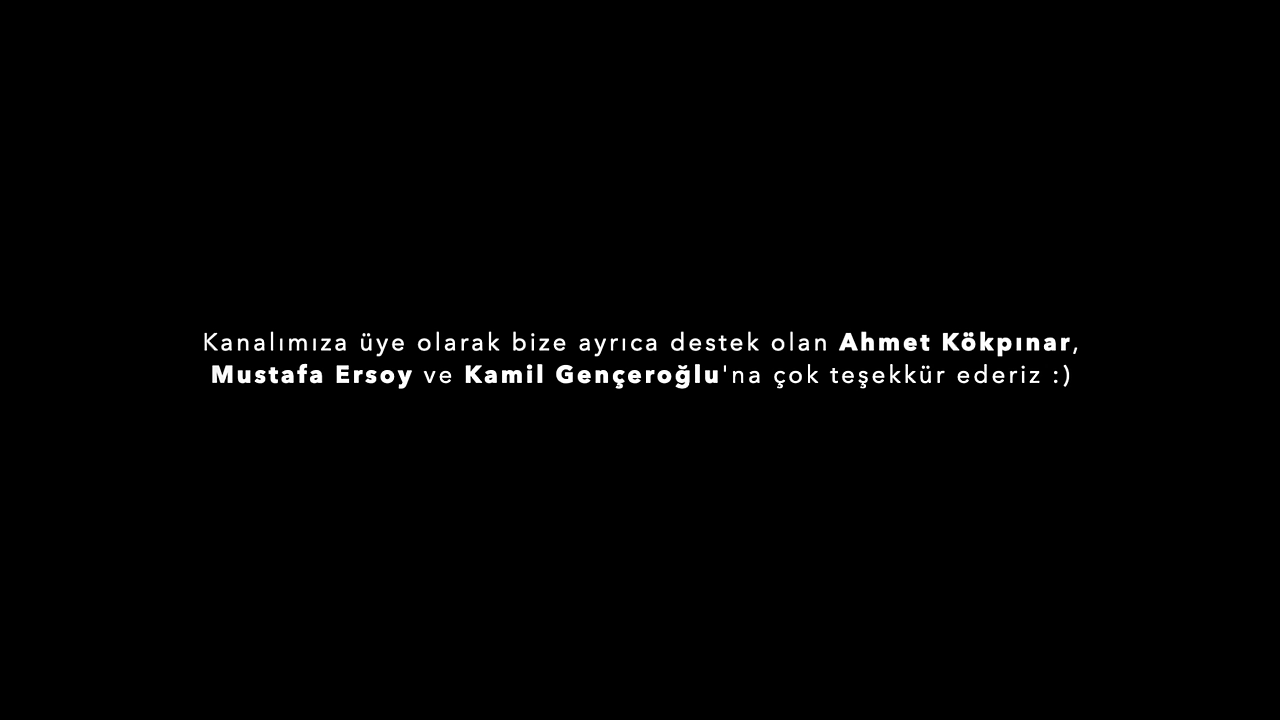 Kanalımıza üye olarak bize ayrıca destek olan Ahmet Kökpınar,
Mustafa Ersoy ve Kamil Gençeroğlu'na çok teşekkür ederiz :)